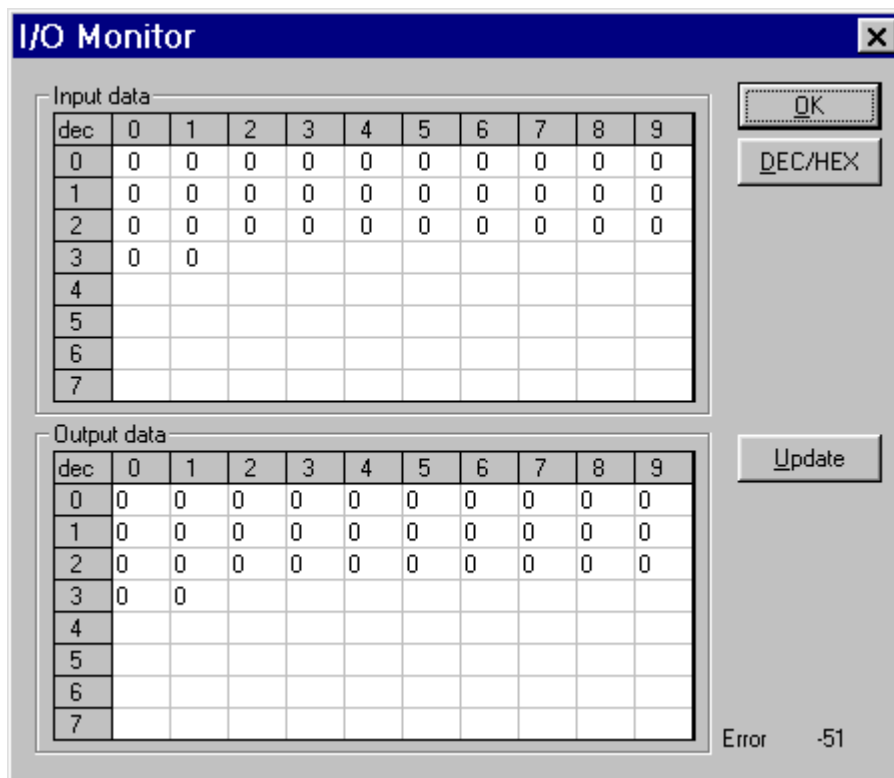 I/O Monitor
Input data
dec 0 1 2 3 4 5 6 7 8 9
0 0 0 0 0 0 0 0 0 0 0
1 0 0 0 0 0 0 0 0 0 0
2 0 0 0 0 0 0 0 0 0 0
3 0 0
4
5
6
7
OK
DEC/HEX
Output data
dec 0 1 2 3 4 5 6 7 8 9
0 0 0 0 0 0 0 0 0 0 0
1 0 0 0 0 0 0 0 0 0 0
2 0 0 0 0 0 0 0 0 0 0
3 0 0
4
5
6
7
Update
Error -51